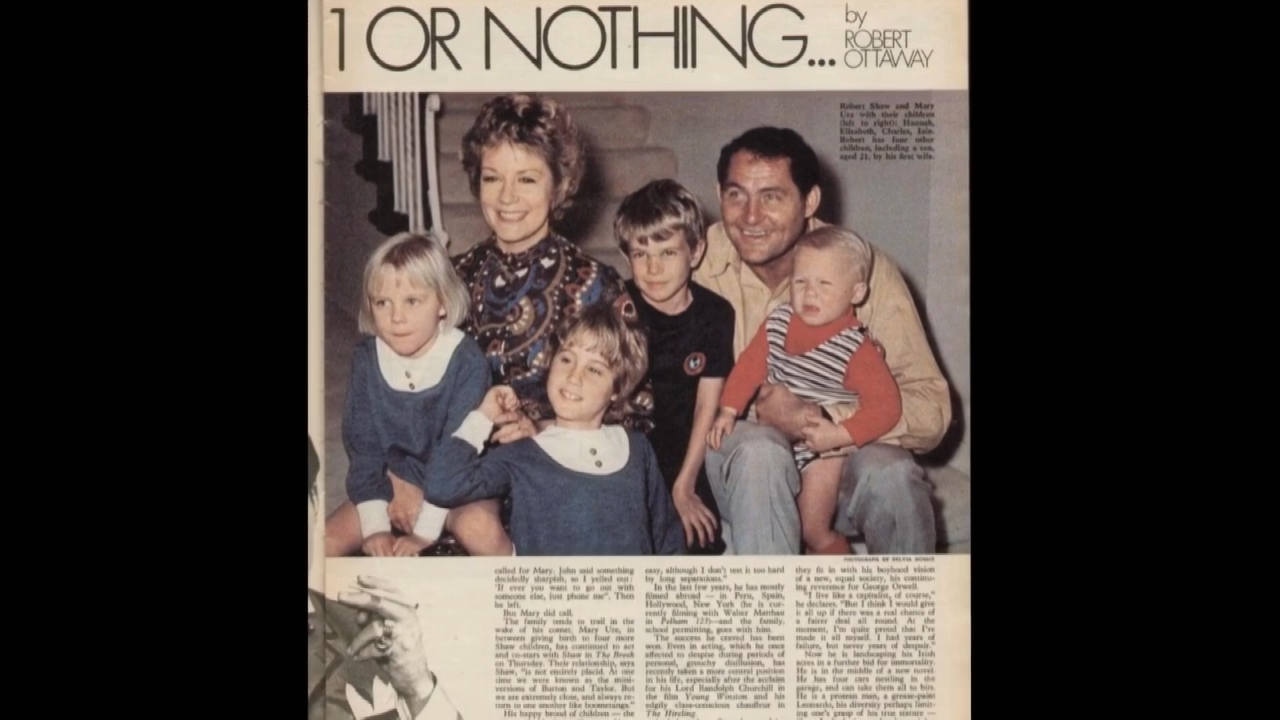 1 OR NOTHING...
by
ROBERT
OTTAWAY
Robert Shaw and Mary
Ure with their children
(left to right): Hannah,
Elizabeth, Charles, Iain.
Robert has four other
children, including a son,
aged 21, by his first wife.
PHOTOGRAPH BY SYLVIA NORRIS
called for Mary. John said something
decidedly sharpish, so I yelled out:
'If ever you want to go out with
someone else, just phone me". Then
he left.
But Mary did call.
The family tends to trail in the
wake of his comet. Mary Ure, in
between giving birth to four more
Shaw children, has continued to act
and co-stars with Shaw in The Break
on Thursday. Their relationship, says
Shaw, "is not entirely placid. At one
time we were known as the mini-
versions of Burton and Taylor. But
we are extremely close, and always re-
turn to one another like boomerangs."
His happy brood of children — the
easy, although I don't test it too hard
by long separations."
In the last few years, he has mostly
filmed abroad — in Peru, Spain,
Hollywood, New York (he is cur-
rently filming with Walter Matthau
in Pelham 123)—and the family,
school permitting, goes with him.
The success he craved has been
won. Even in acting, which he once
affected to despise during periods of
personal, grouchy disillusion, has
recently taken a more central position
in his life, especially after the acclaim
for his Lord Randolph Churchill in
the film Young Winston and his
edgily class-conscious chauffeur in
The Hireling.
they fit in with his boyhood vision
of a new, equal society, his continu-
ing reverence for George Orwell.
"I live like a capitalist, of course,"
he declares. "But I think I would give
it all up if there was a real chance of
a fairer deal all round. At the
moment, I'm quite proud that I've
made it all myself. I had years of
failure, but never years of despair."
Now he is landscaping his Irish
acres in a further bid for immortality.
He is in the middle of a new novel.
He has four cars nestling in the
garage, and can take them all to bits.
He is a protean man, a grease-paint
Leonardo, his diversity perhaps limit-
ing one's grasp of his true stature —